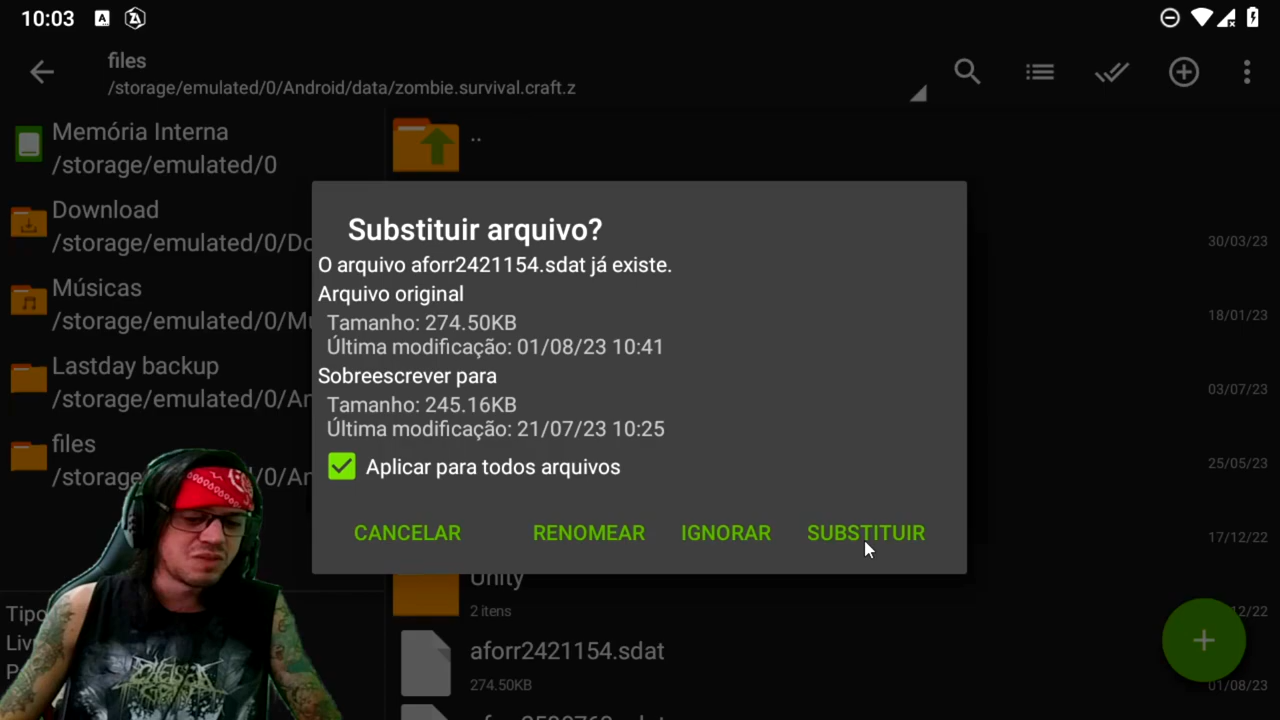 10:03
files
/storage/emulated/0/Android/data/zombie.survival.craft.z
Memória Interna
/storage/emulated/0
Download
/storage/emulated/0/Do
Músicas
/storage/emulated/0/Mu
Lastday backup
/storage/emulated/0/An
files
/storage/emulated/0/An
Tipo
Liv
..
30/03/23
18/01/23
03/07/23
25/05/23
17/12/22
Substituir arquivo?
O arquivo aforr2421154.sdat já existe.
Arquivo original
Tamanho: 274.50KB
Última modificação: 01/08/23 10:41
Sobreescrever para
Tamanho: 245.16KB
Última modificação: 21/07/23 10:25
Aplicar para todos arquivos
CANCELAR RENOMEAR IGNORAR SUBSTITUIR
Unity
2 itens
12/22
aforr2421154.sdat
274.50KB
01/08/23